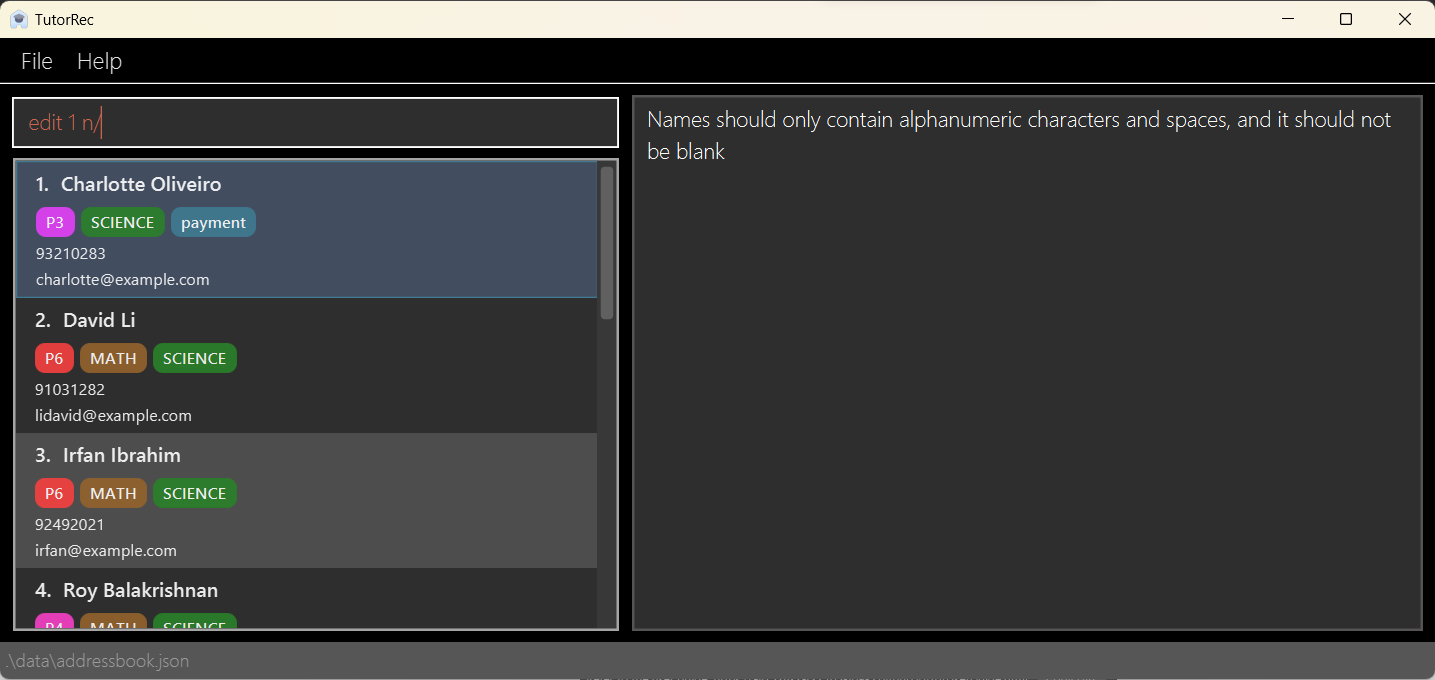 TutorRec
File Help
edit 1 n/
Names should only contain alphanumeric characters and spaces, and it should not
be blank
1. Charlotte Oliveiro
P3 SCIENCE payment
93210283
charlotte@example.com
2. David Li
P6 MATH SCIENCE
91031282
lidavid@example.com
3. Irfan Ibrahim
P6 MATH SCIENCE
92492021
irfan@example.com
4. Roy Balakrishnan
P4 MATH SCIENCE
.\data\addressbook.json